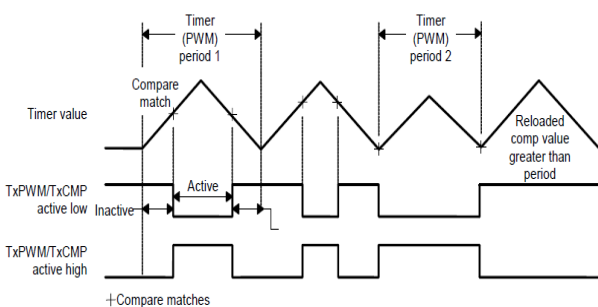 Timer
(PWM)
period 1
Timer
(PWM)
period 2
Compare
match
Timer value
Reloaded
comp value
greater than
period
TxPWM/TxCMP
active low
Inactive
Active
TxPWM/TxCMP
active high
+Compare matches